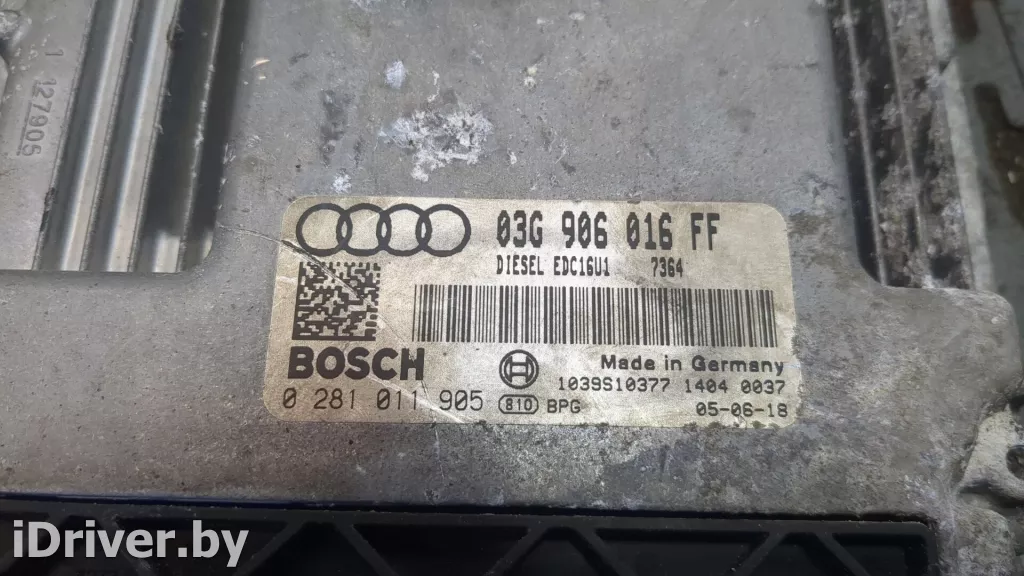 1 127905
03G 906 016 FF
DIESEL EDC16U1 7364
BOSCH
Made in Germany
1039S10377 1404 0037
0 281 011 905 810 BPG 05-06-18
iDriver.by